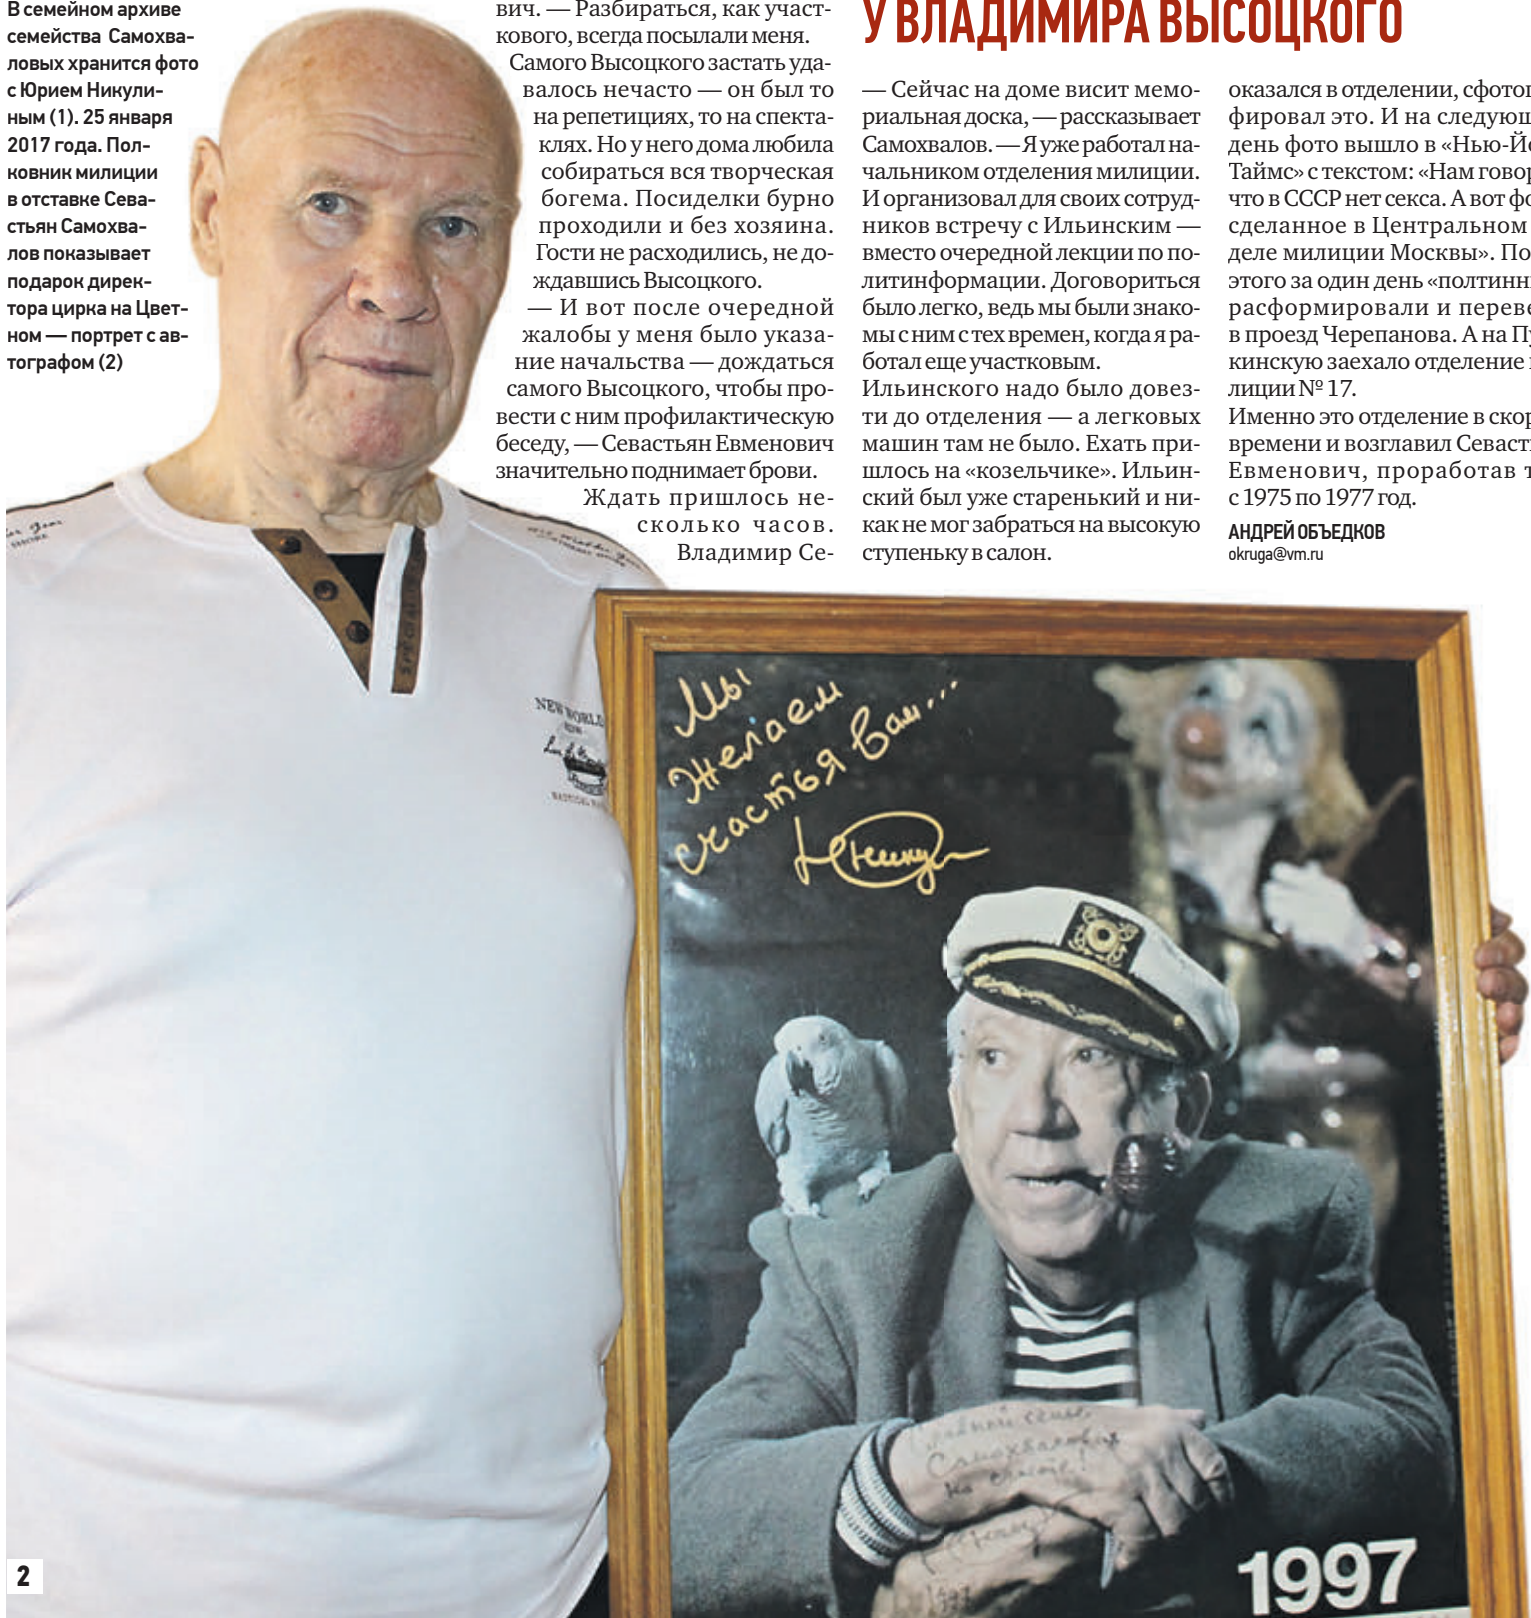 В семейном архиве
семейства Самохва-
ловых хранится фото
с Юрием Никули-
ным (1). 25 января
2017 года. Пол-
ковник милиции
в отставке Сева-
стьян Самохва-
лов показывает
подарок дирек-
тора цирка на Цвет-
ном — портрет с ав-
тографом (2)
вич. — Разбираться, как участ-
кового, всегда посылали меня.
Самого Высоцкого застать уда-
валось нечасто — он был то
на репетициях, то на спекта-
клях. Но у него дома любила
собираться вся творческая
богема. Посиделки бурно
проходили и без хозяина.
Гости не расходились, не до-
ждавшись Высоцкого.
— И вот после очередной
жалобы у меня было указа-
ние начальства — дождаться
самого Высоцкого, чтобы про-
вести с ним профилактическую
беседу, — Севастьян Евменович
значительно поднимает брови.
Ждать пришлось не-
сколько часов.
Владимир Се-
У ВЛАДИМИРА ВЫСОЦКОГО
— Сейчас на доме висит мемо-
риальная доска, — рассказывает
Самохвалов. — Я уже работал на-
чальником отделения милиции.
И организовал для своих сотруд-
ников встречу с Ильинским —
вместо очередной лекции по по-
литинформации. Договориться
было легко, ведь мы были знако-
мы с ним с тех времен, когда я ра-
ботал еще участковым.
Ильинского надо было довез-
ти до отделения — а легковых
машин там не было. Ехать при-
шлось на «козельчике». Ильин-
ский был уже старенький и ни-
как не мог забраться на высокую
ступеньку в салон.
оказался в отделении, сфотог
фировал это. И на следующ
день фото вышло в «Нью-Йо
Таймс» с текстом: «Нам говор
что в СССР нет секса. А вот фо
сделанное в Центральном
деле милиции Москвы». По
этого за один день «полтинн
расформировали и переве
в проезд Черепанова. А на Пу
кинскую заехало отделение
лиции № 17.
Именно это отделение в скор
времени и возглавил Севасть
Евменович, проработав т
с 1975 по 1977 год.
АНДРЕЙ ОБЪЕДКОВ
okruga@vm.ru
NEW WORLD
Мы
желаем
счастья вам...
Самохваловых
на счастье!
1997
1997
2